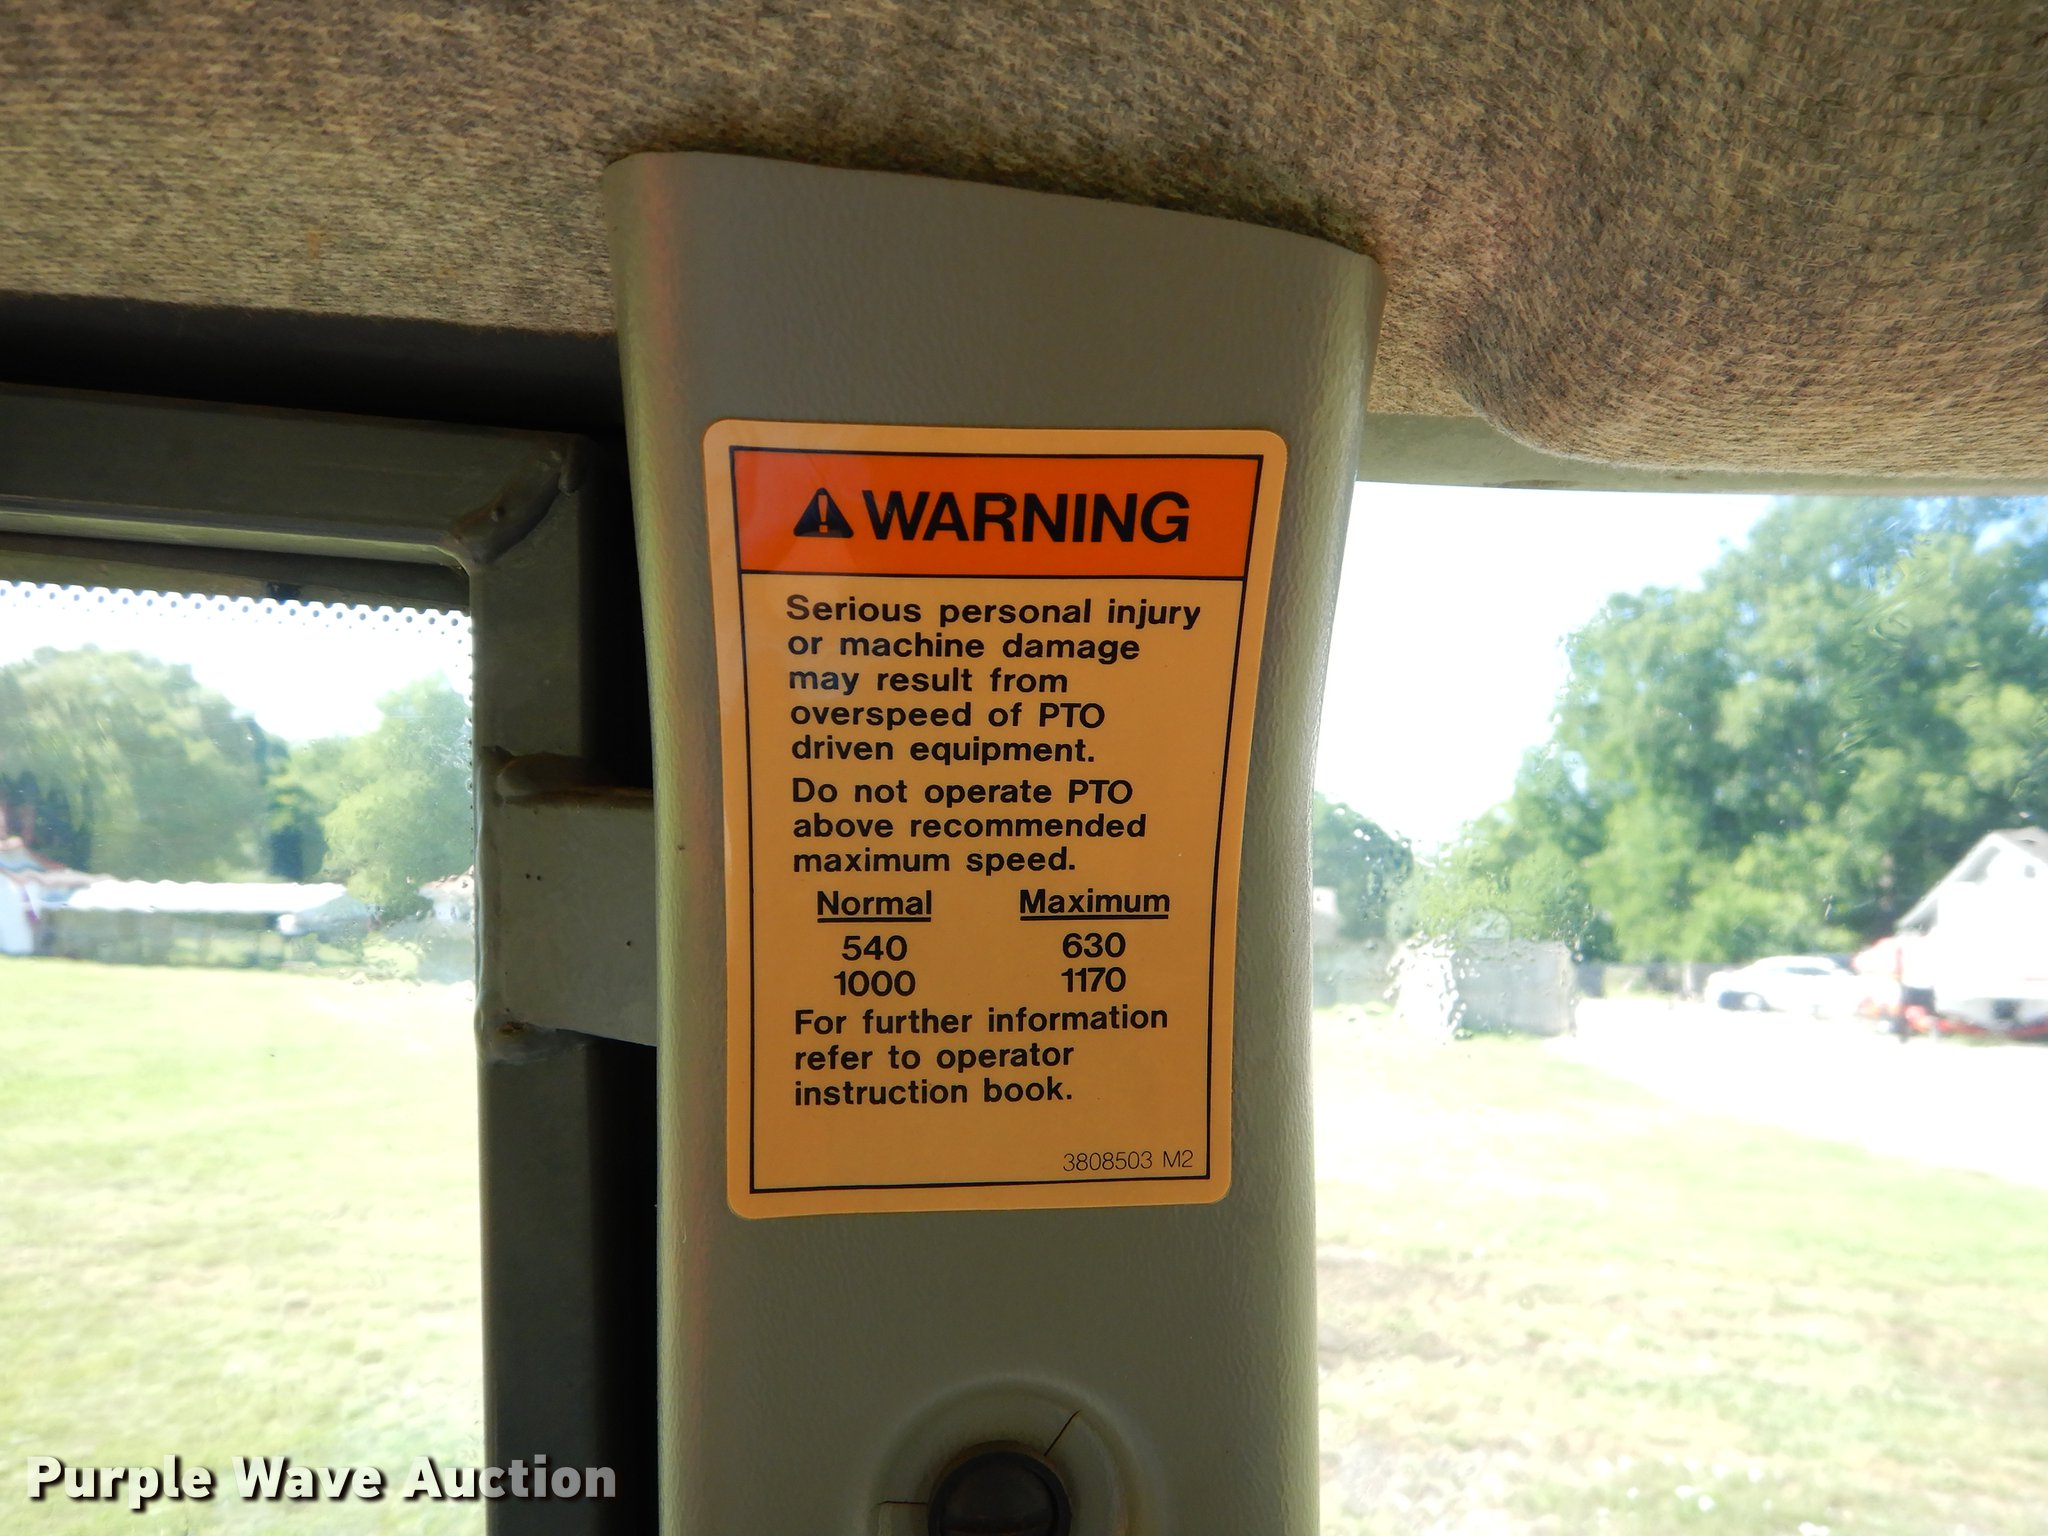 WARNING
Serious personal injury
or machine damage
may result from
overspeed of PTO
driven equipment.
Do not operate PTO
above recommended
maximum speed.
Normal Maximum
540 630
1000 1170
For further information
refer to operator
instruction book.
3808503 M2
Purple Wave Auction